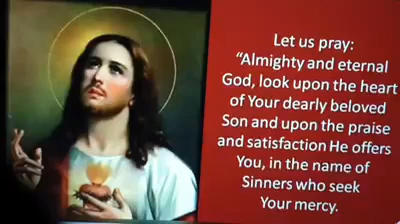 Let us pray:
“Almighty and eternal
God, look upon the heart
of Your dearly beloved
Son and upon the praise
and satisfaction He offers
You, in the name of
Sinners who seek
Your mercy.